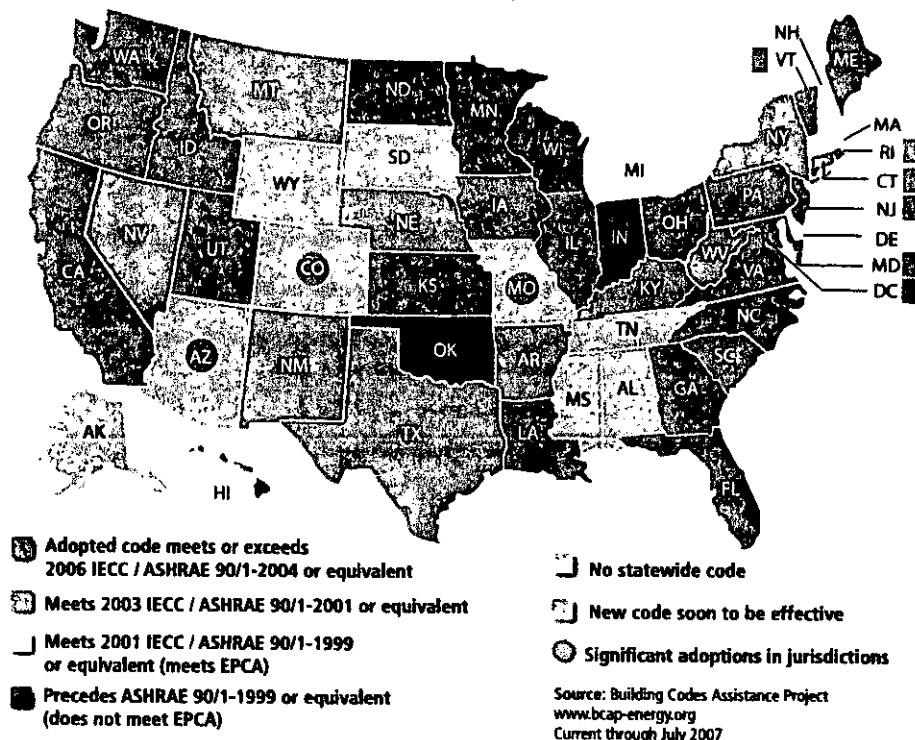 NH
VT
ME
WA
MT
ND
MN
OR
ID
SD
WI
NY
MA
WY
MI
RI
CT
NE
IA
PA
NJ
NV
UT
IL
IN
OH
DE
CO
WV
MD
CA
KS
MO
KY
VA
DC
TN
NC
AZ
NM
OK
AR
SC
MS
AL
GA
AK
TX
LA
HI
FL
Adopted code meets or exceeds
2006 IECC / ASHRAE 90/1-2004 or equivalent
Meets 2003 IECC / ASHRAE 90/1-2001 or equivalent
Meets 2001 IECC / ASHRAE 90/1-1999
or equivalent (meets EPCA)
Precedes ASHRAE 90/1-1999 or equivalent
(does not meet EPCA)
No statewide code
New code soon to be effective
Significant adoptions in jurisdictions
Source: Building Codes Assistance Project
www.bcap-energy.org
Current through July 2007